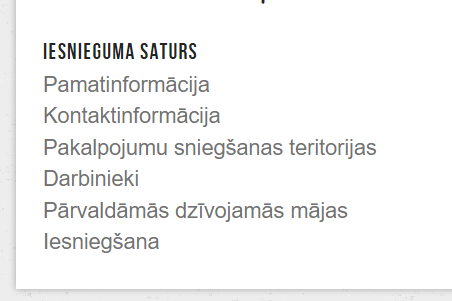 IESNIEGUMA SATURS
Pamatinformācija
Kontaktinformācija
Pakalpojumu sniegšanas teritorijas
Darbinieki
Pārvaldāmās dzīvojamās mājas
Iesniegšana